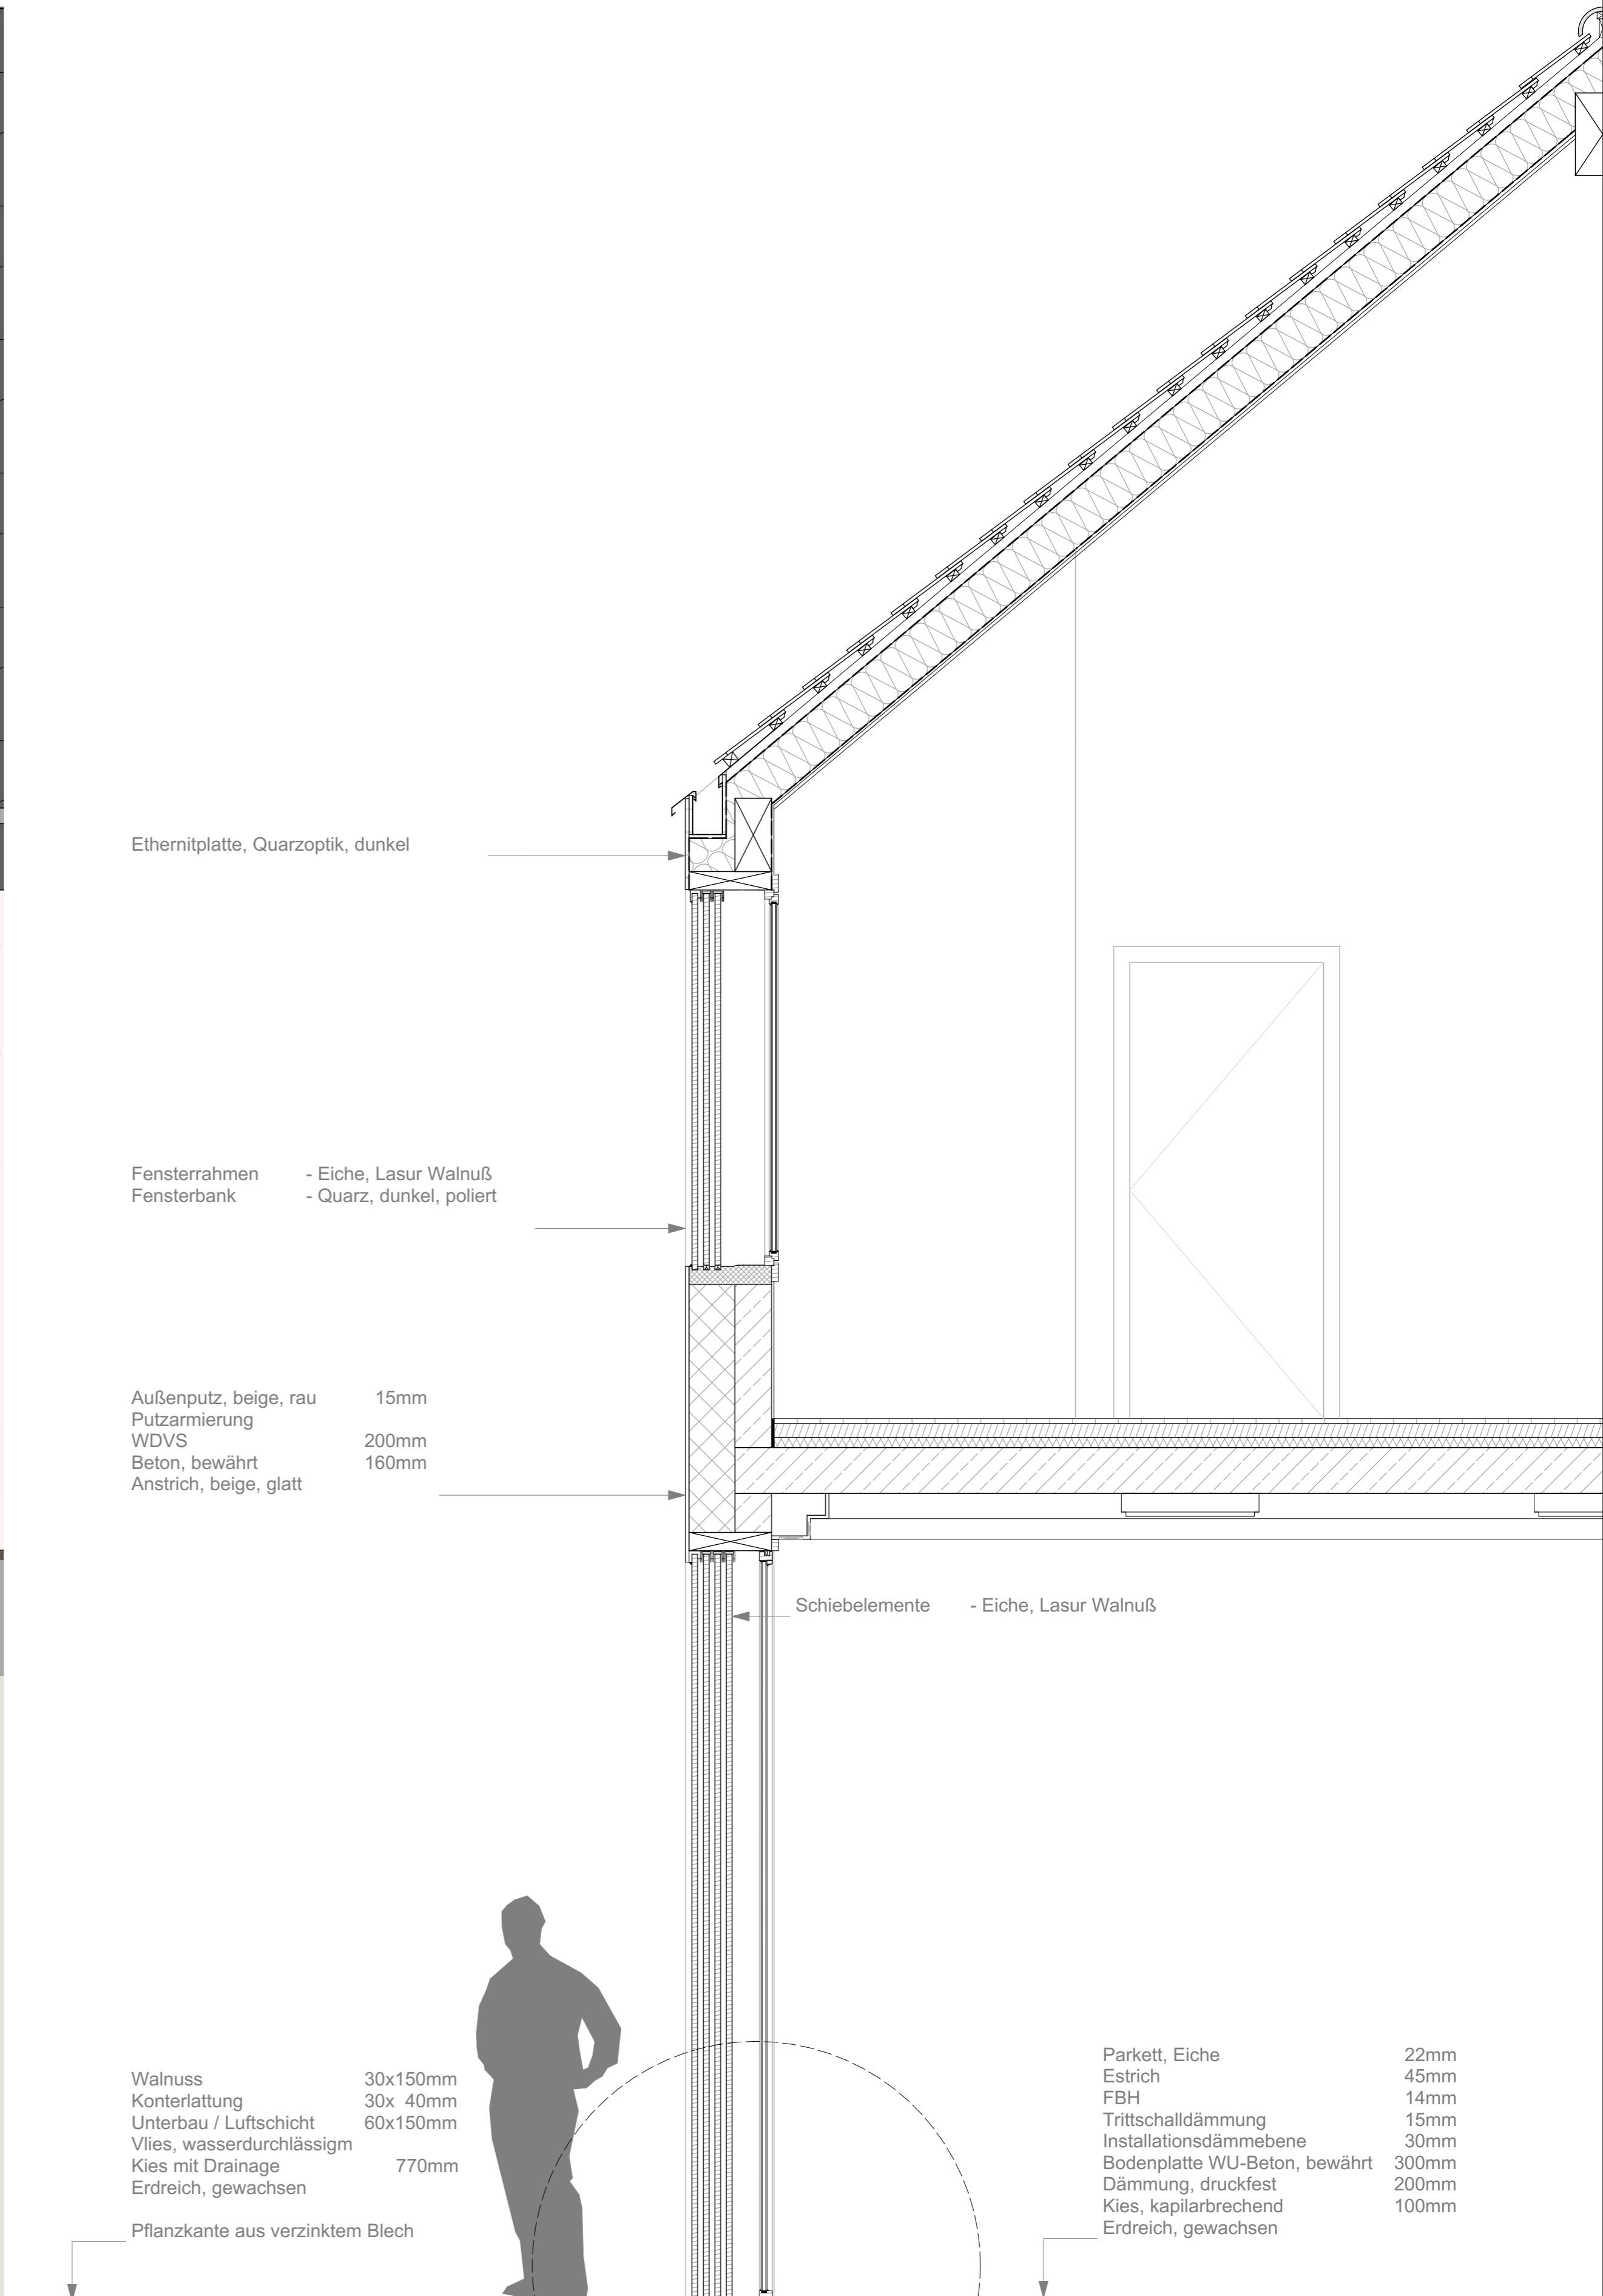 Ethernitplatte, Quarzoptik, dunkel
Fensterrahmen - Eiche, Lasur Walnuß
Fensterbank - Quarz, dunkel, poliert
Außenputz, beige, rau 15mm
Putzarmierung
WDVS 200mm
Beton, bewährt 160mm
Anstrich, beige, glatt
Schiebelemente - Eiche, Lasur Walnuß
Walnuss 30x150mm
Konterlattung 30x 40mm
Unterbau / Luftschicht 60x150mm
Vlies, wasserdurchlässigm
Kies mit Drainage 770mm
Erdreich, gewachsen
Pflanzkante aus verzinktem Blech
Parkett, Eiche 22mm
Estrich 45mm
FBH 14mm
Trittschalldämmung 15mm
Installationsdämmebene 30mm
Bodenplatte WU-Beton, bewährt 300mm
Dämmung, druckfest 200mm
Kies, kapilarbrechend 100mm
Erdreich, gewachsen